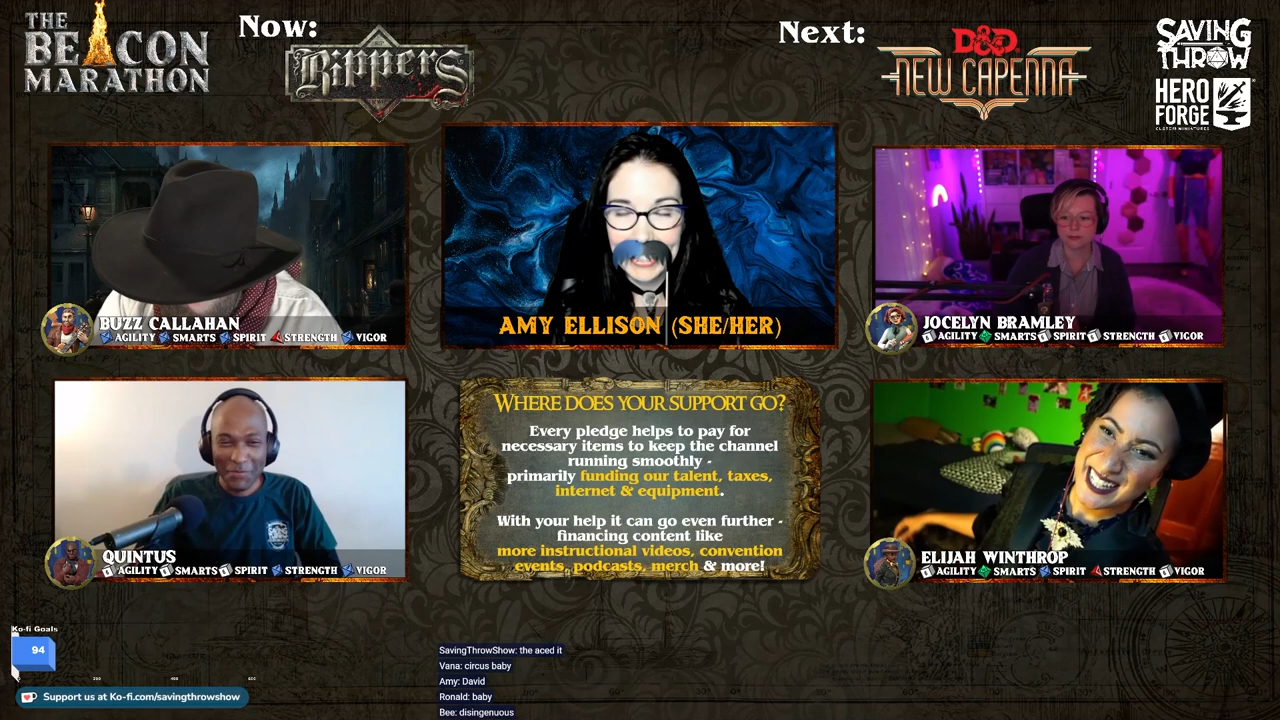 THE
BEACON
MARATHON
Now:
Rippers
Next:
D&D
NEW CAPENNA
SAVING
THROW
HERO
FORGE
CUSTOM MINIATURES
BUZZ CALLAHAN
AGILITY SMARTS SPIRIT STRENGTH VIGOR
AMY ELLISON (SHE/HER)
JOCELYN BRAMLEY
AGILITY SMARTS SPIRIT STRENGTH VIGOR
QUINTUS
AGILITY SMARTS SPIRIT STRENGTH VIGOR
WHERE DOES YOUR SUPPORT GO?
Every pledge helps to pay for
necessary items to keep the channel
running smoothly -
primarily funding our talent, taxes,
internet & equipment.
With your help it can go even further -
financing content like
more instructional videos, convention
events, podcasts, merch & more!
ELIJAH WINTHROP
AGILITY SMARTS SPIRIT STRENGTH VIGOR
Ko-fi Goals
94
Support us at Ko-fi.com/savingthrowshow
SavingThrowShow: the aced it
Vana: circus baby
Amy: David
Ronald: baby
Bee: disingenuous